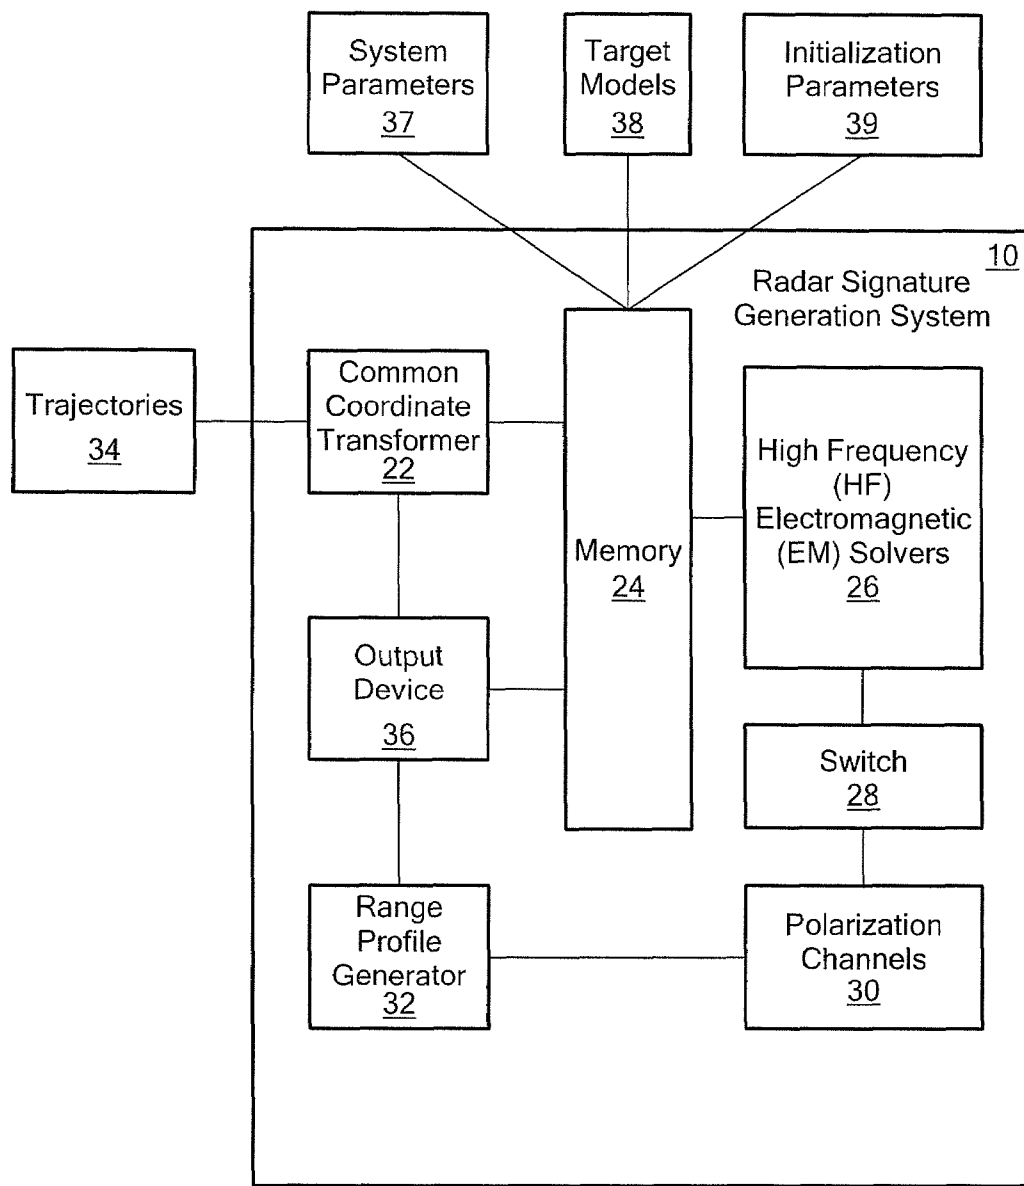 System
Parameters
37
Target
Models
38
Initialization
Parameters
39
10
Radar Signature
Generation System
Trajectories
34
Common
Coordinate
Transformer
22
Memory
24
High Frequency
(HF)
Electromagnetic
(EM) Solvers
26
Output
Device
36
Switch
28
Range
Profile
Generator
32
Polarization
Channels
30